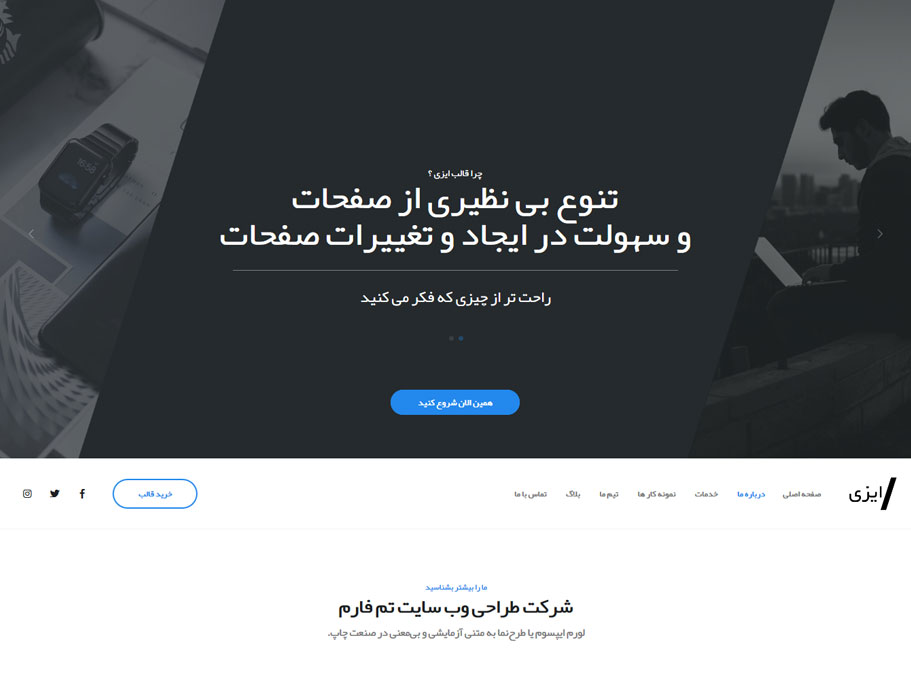 16:58
چرا قالب ایزی ؟
تنوع بی نظیری از صفحات
و سهولت در ایجاد و تغییرات صفحات
راحت تر از چیزی که فکر می کنید
همین الان شروع کنید
ایزی
صفحه اصلی
درباره ما
خدمات
نمونه کار ها
تیم ما
بلاگ
تماس با ما
خرید قالب
ما را بیشتر بشناسید
شرکت طراحی وب سایت تم فارم
لورم ایپسوم یا طرح‌نما به متنی آزمایشی و بی‌معنی در صنعت چاپ.